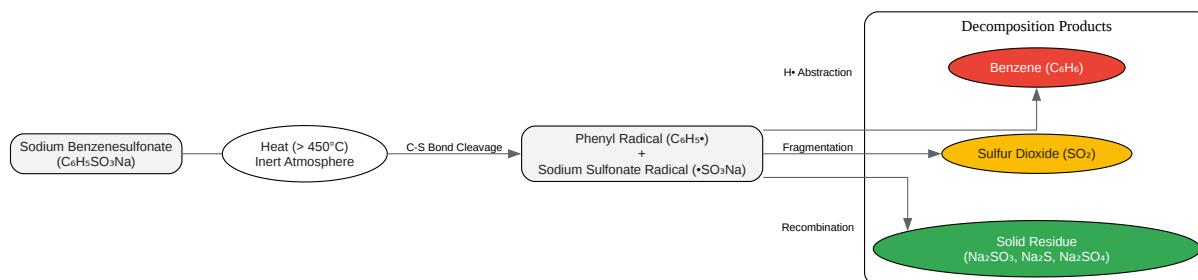 Decomposition Products
Benzene (C₆H₆)
H• Abstraction
Sodium Benzenesulfonate
(C₆H₅SO₃Na)
Heat (> 450°C)
Inert Atmosphere
C-S Bond Cleavage
Phenyl Radical (C₆H₅•)
+
Sodium Sulfonate Radical (•SO₃Na)
Fragmentation
Sulfur Dioxide (SO₂)
Recombination
Solid Residue
(Na₂SO₃, Na₂S, Na₂SO₄)